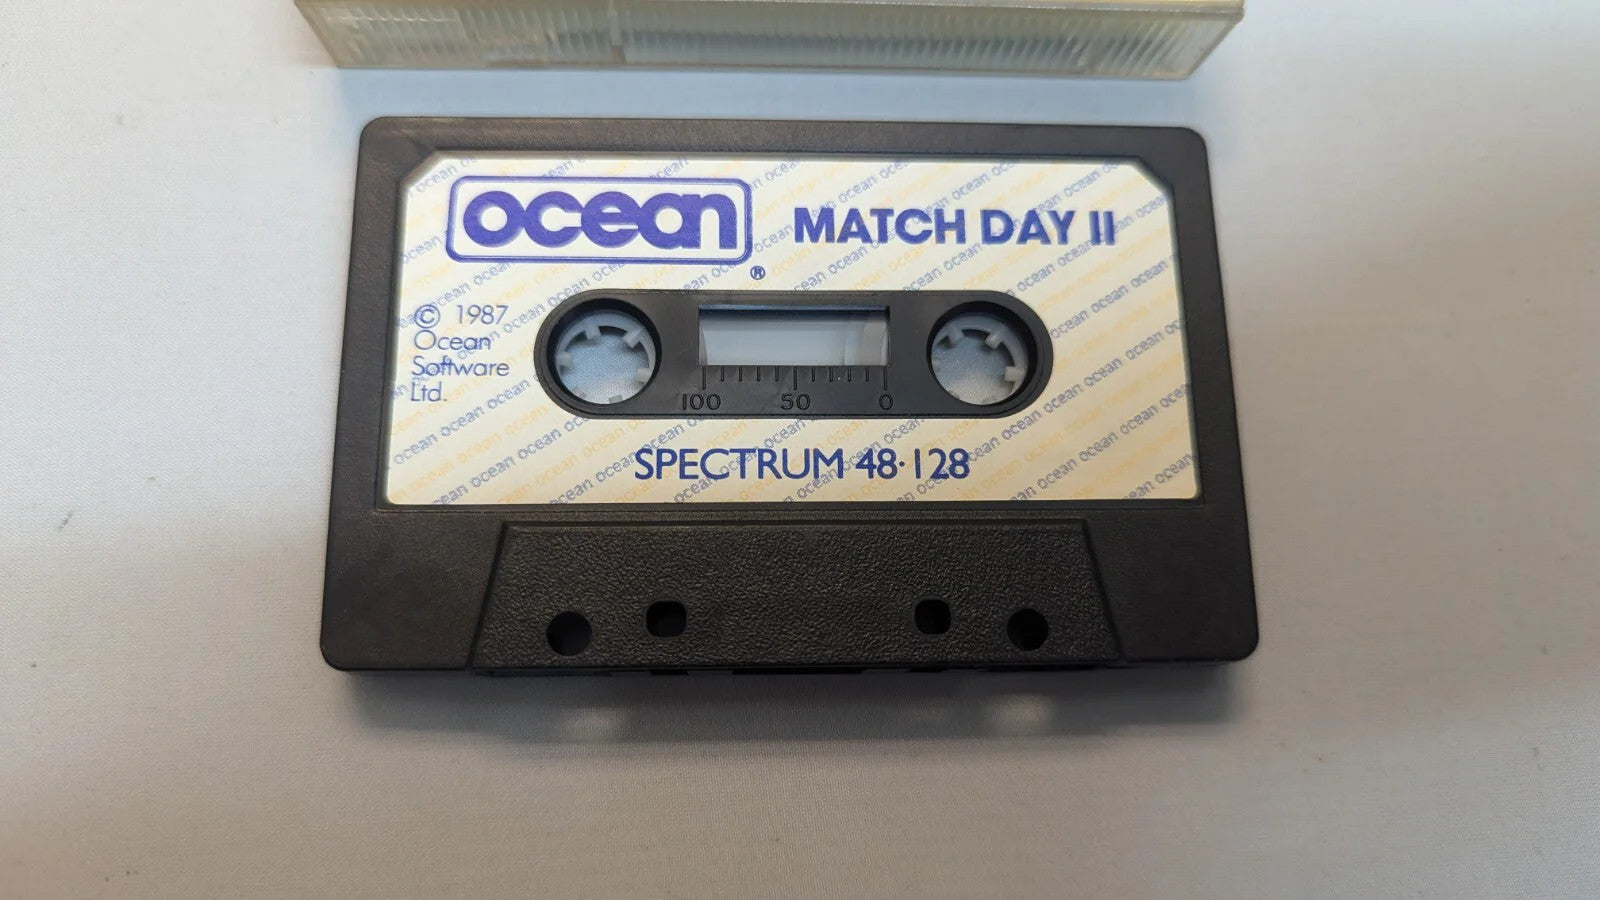 ocean
®
MATCH DAY II
© 1987
Ocean
Software
Ltd.
100 50 0
SPECTRUM 48·128